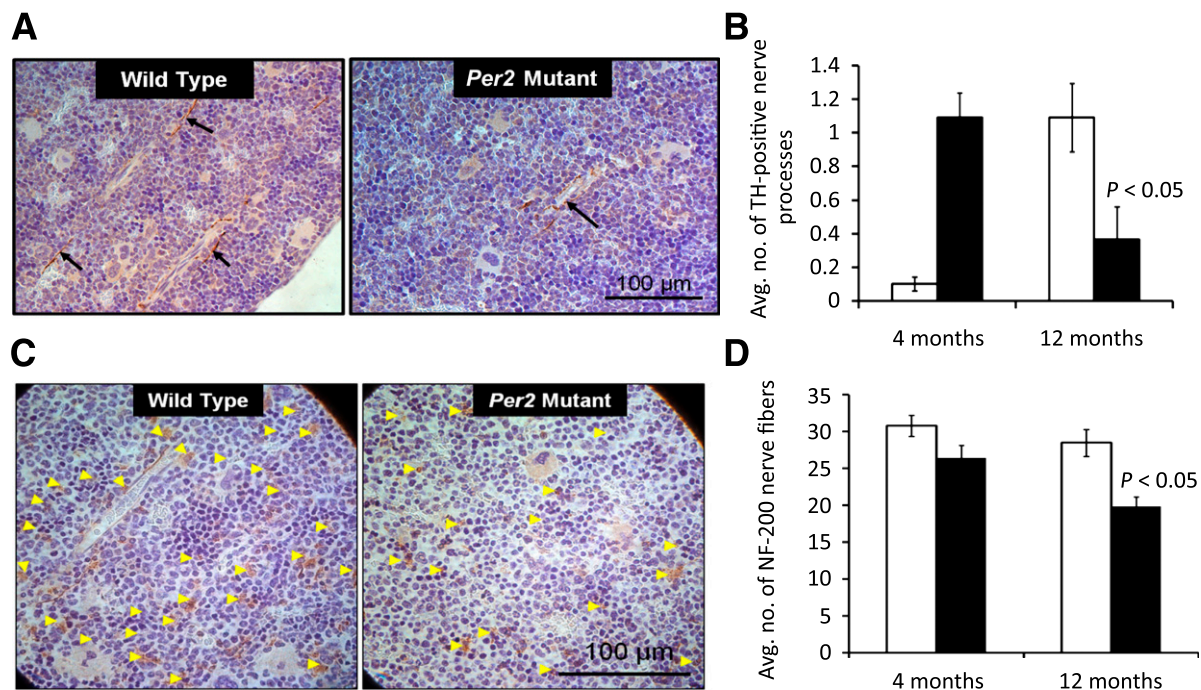 A
Wild Type
Per2 Mutant
100 µm
B
Avg. no. of TH-positive nerve
processes
1.4
1.2
1
0.8
0.6
0.4
0.2
0
P < 0.05
4 months
12 months
C
Wild Type
Per2 Mutant
100 µm
D
Avg. no. of NF-200 nerve fibers
35
30
25
20
15
10
5
0
P < 0.05
4 months
12 months